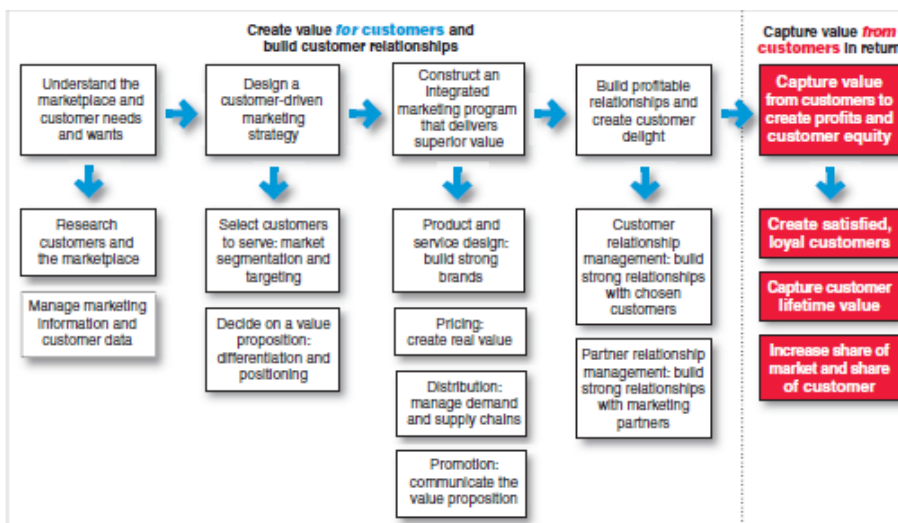 Create value for customers and
build customer relationships
Capture value from
customers in return
Understand the
marketplace and
customer needs
and wants
Design a
customer-driven
marketing
strategy
Construct an
integrated
marketing program
that delivers
superior value
Build profitable
relationships and
create customer
delight
Capture value
from customers to
create profits and
customer equity
Research
customers and
the marketplace
Manage marketing
information and
customer data
Select customers
to serve: market
segmentation and
targeting
Decide on a value
proposition:
differentiation and
positioning
Product and
service design:
build strong
brands
Pricing:
create real value
Distribution:
manage demand
and supply chains
Promotion:
communicate the
value proposition
Customer
relationship
management: build
strong relationships
with chosen
customers
Partner relationship
management: build
strong relationships
with marketing
partners
Create satisfied,
loyal customers
Capture customer
lifetime value
Increase share of
market and share
of customer